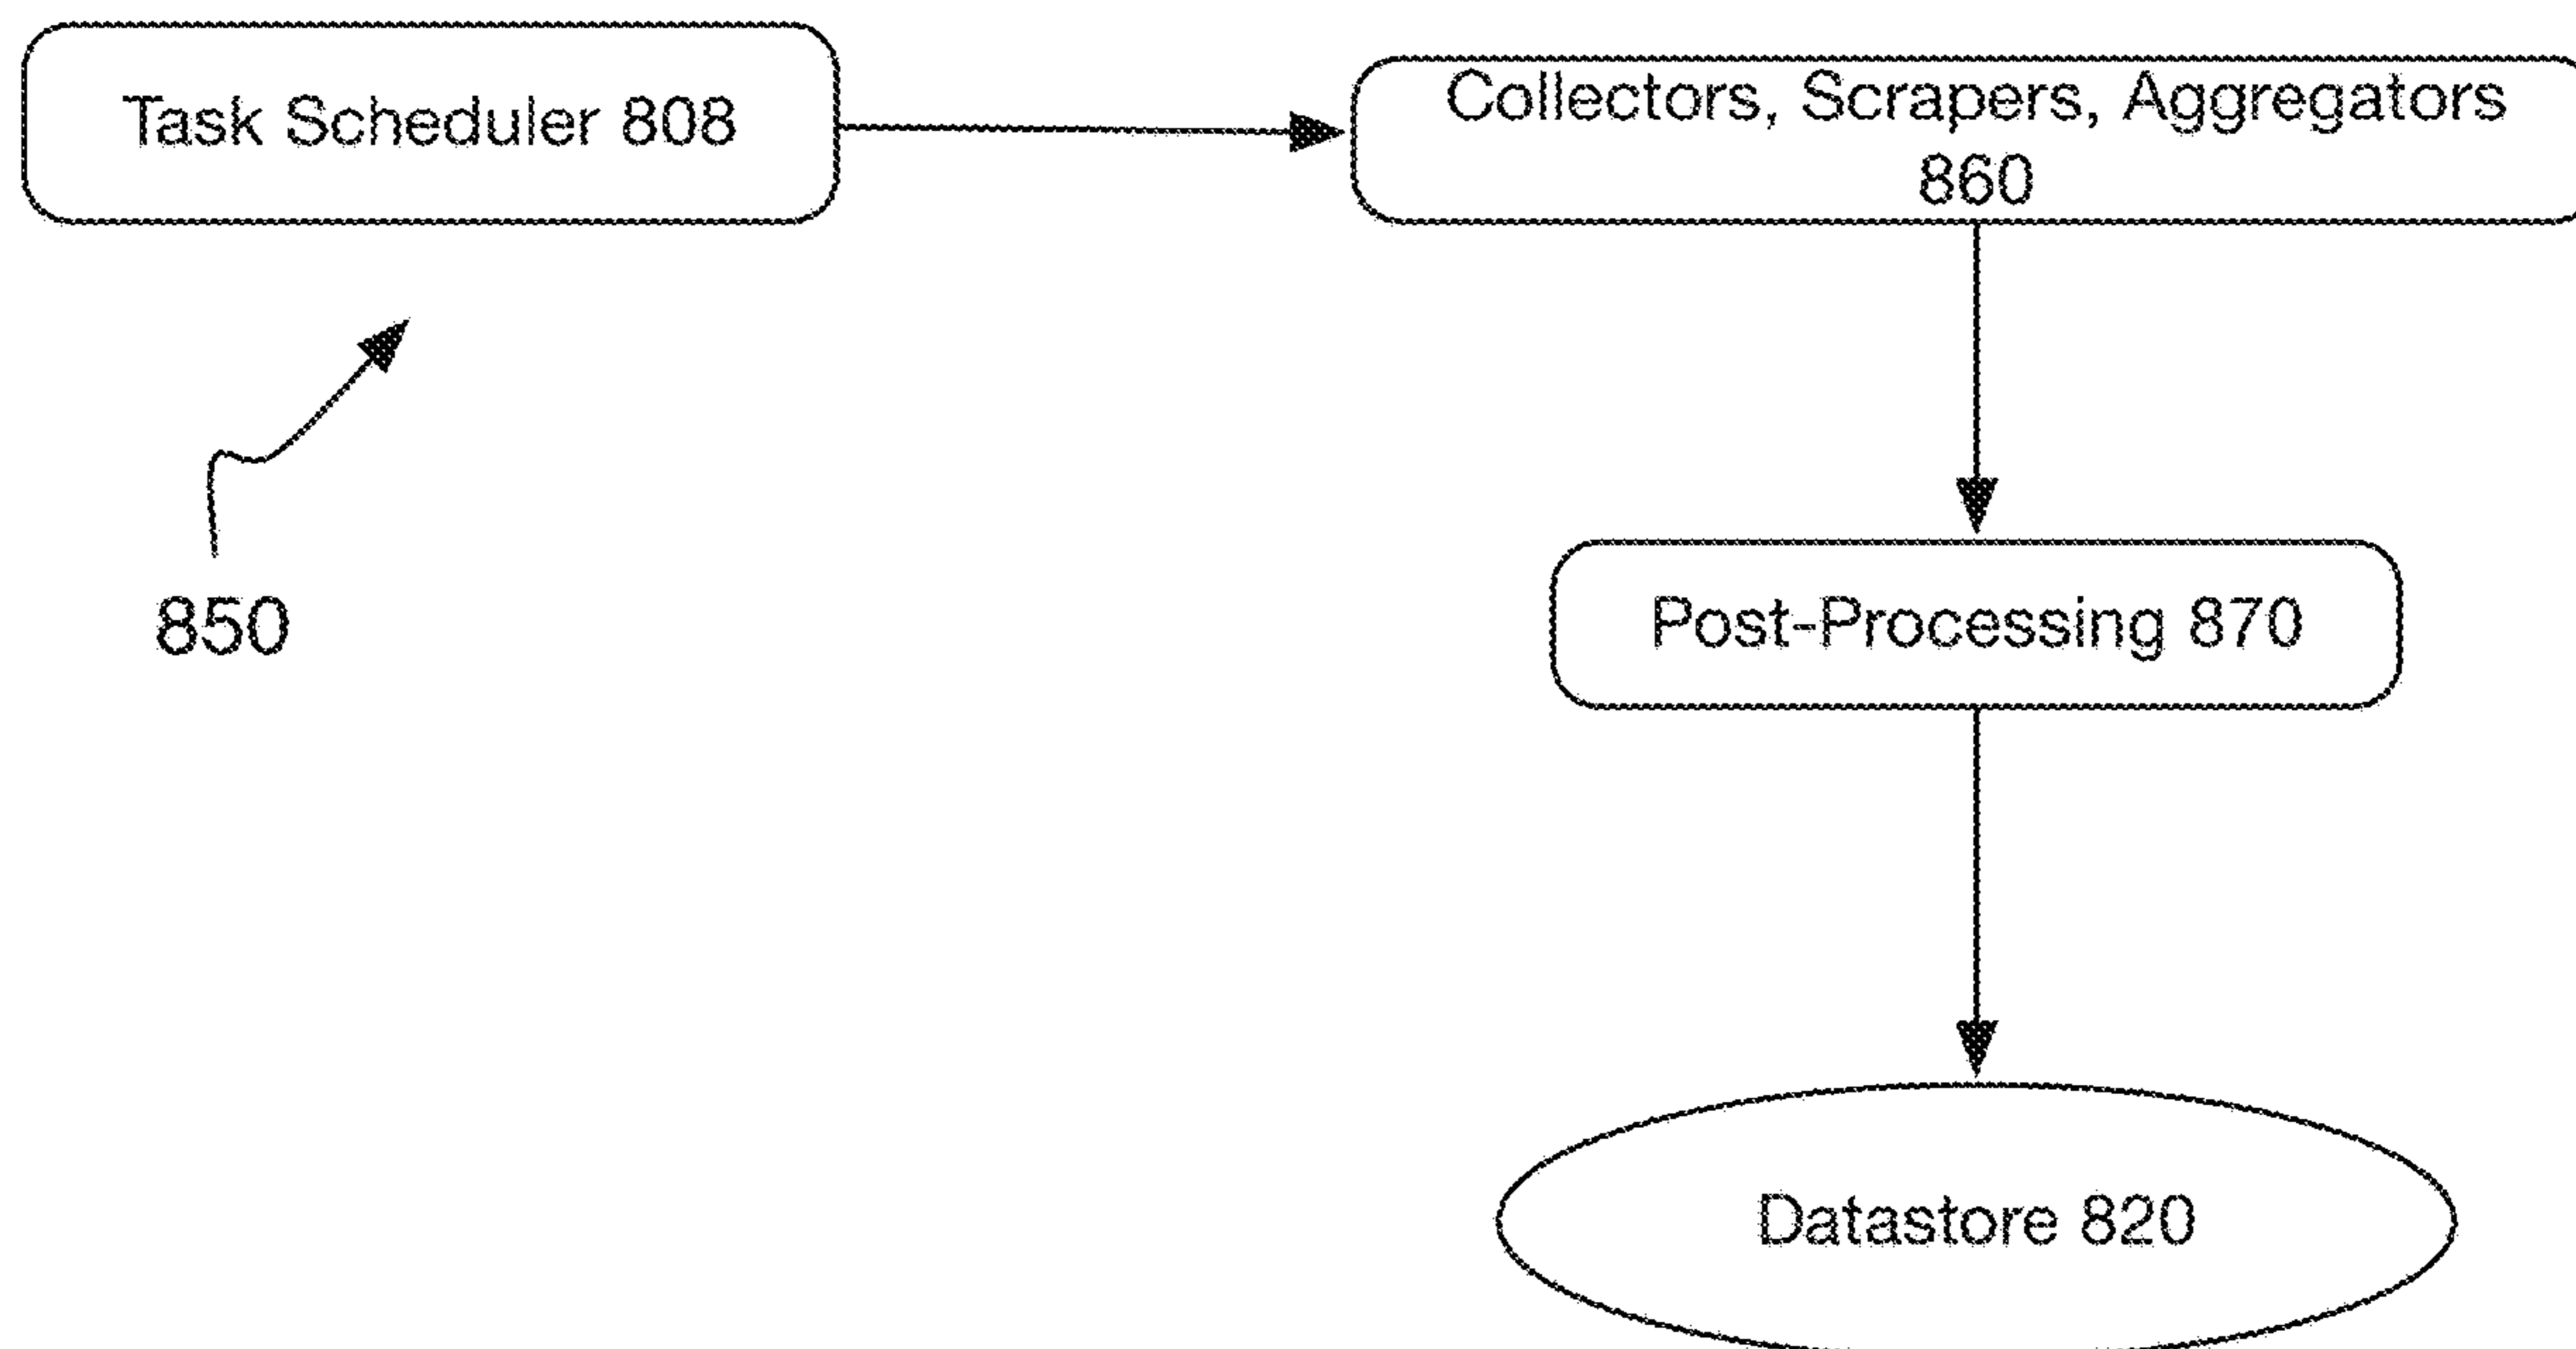 Task Scheduler 808
Collectors, Scrapers, Aggregators
860
850
Post-Processing 870
Datastore 820